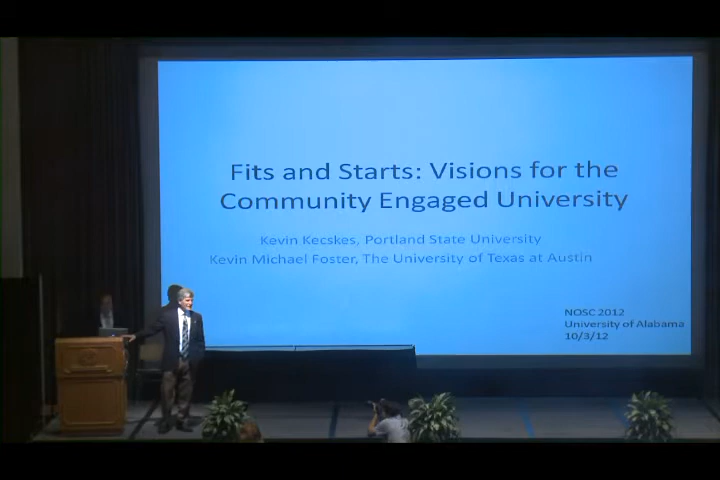 Fits and Starts: Visions for the
Community Engaged University
Kevin Kecskes, Portland State University
Kevin Michael Foster, The University of Texas at Austin
NOSC 2012
University of Alabama
10/3/12